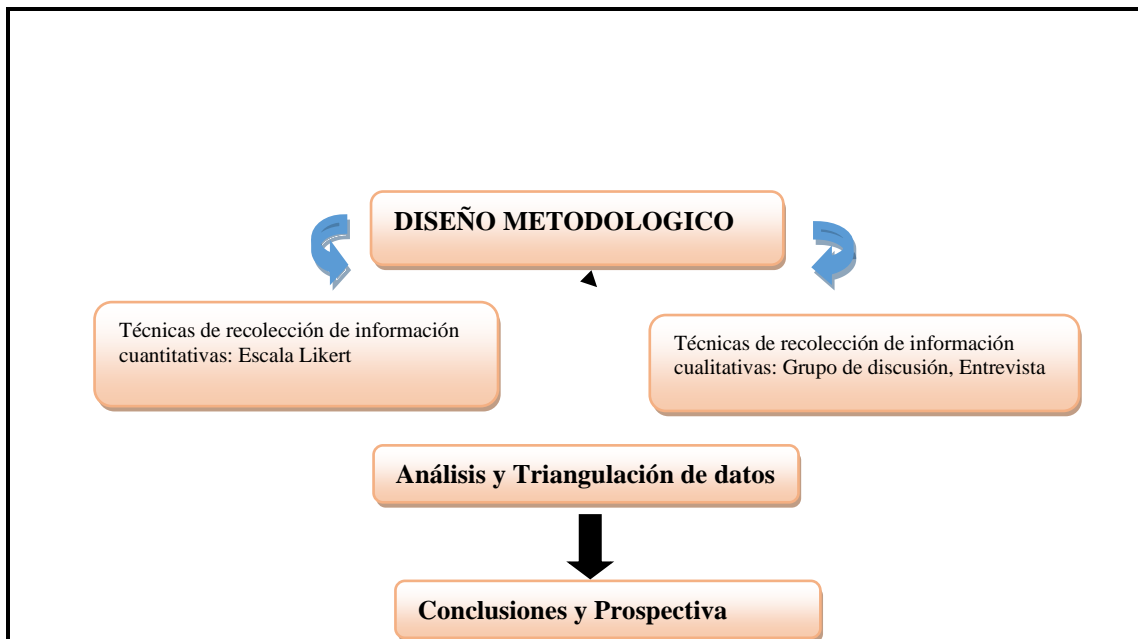 DISEÑO METODOLOGICO
Técnicas de recolección de información
cuantitativas: Escala Likert
Técnicas de recolección de información
cualitativas: Grupo de discusión, Entrevista
Análisis y Triangulación de datos
Conclusiones y Prospectiva